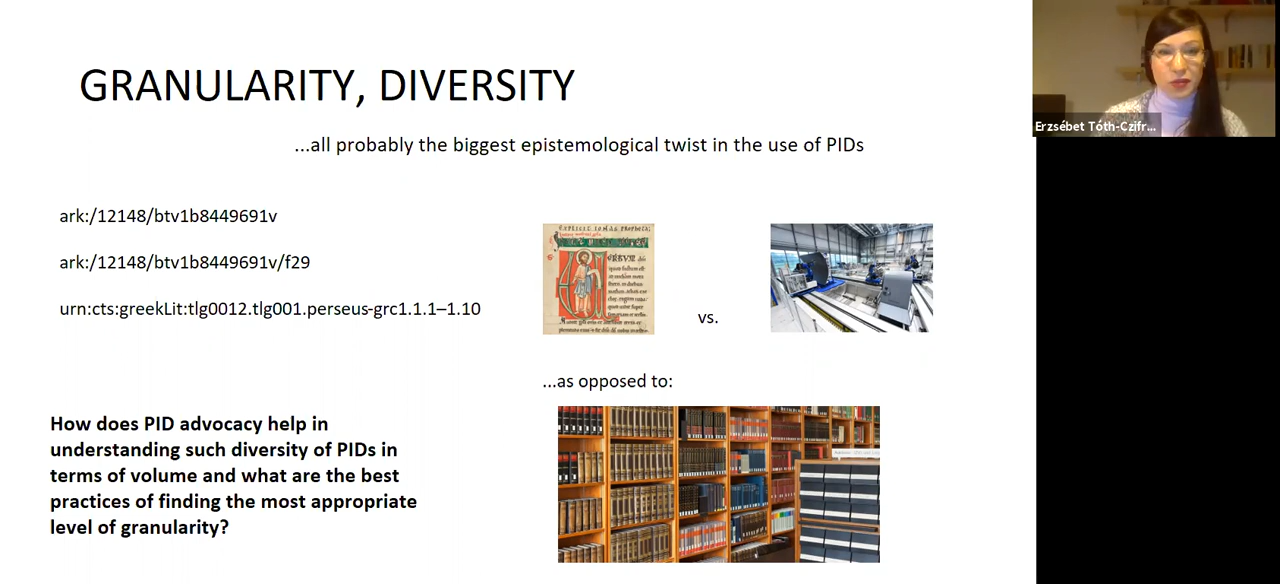 GRANULARITY, DIVERSITY
...all probably the biggest epistemological twist in the use of PIDs
ark:/12148/btv1b8449691v
ark:/12148/btv1b8449691v/f29
urn:cts:greekLit:tlg0012.tlg001.perseus-grc1.1.1–1.10
vs.
...as opposed to:
How does PID advocacy help in
understanding such diversity of PIDs in
terms of volume and what are the best
practices of finding the most appropriate
level of granularity?
Erzsébet Tóth-Czifr...